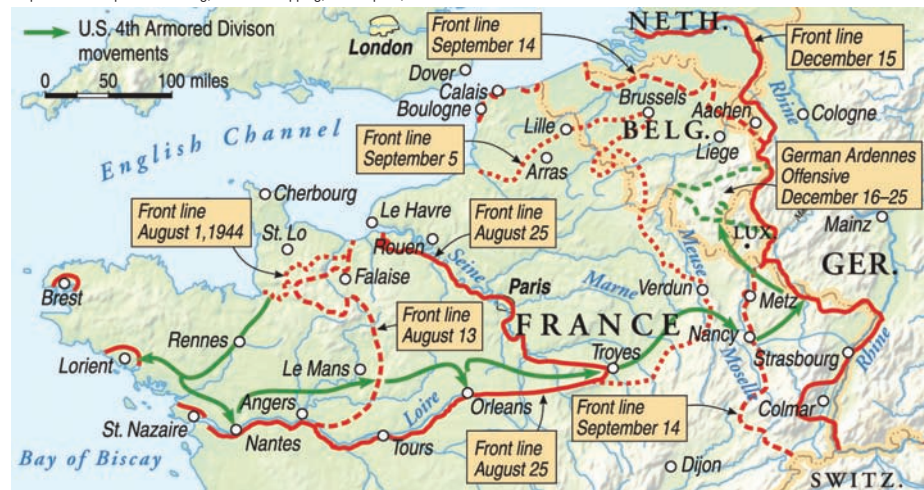 U.S. 4th Armored Divison
movements
0 50 100 miles
London
Front line
September 14
NETH.
Front line
December 15
Dover
Calais
Boulogne
Brussels
Aachen
Rhine
Cologne
English Channel
Lille
BELG.
Liege
Front line
September 5
Arras
German Ardennes
Offensive
December 16–25
Cherbourg
Le Havre
Front line
August 25
Front line
August 1,1944
St. Lo
Rouen
Seine
LUX.
Mainz
Meuse
GER.
Brest
Falaise
Paris
Marne
Verdun
Metz
Front line
August 13
FRANCE
Rennes
Nancy
Lorient
Le Mans
Troyes
Strasbourg
Rhine
Moselle
Angers
Loire
Orleans
Colmar
St. Nazaire
Front line
September 14
Nantes
Tours
Front line
August 25
Bay of Biscay
Dijon
SWITZ.